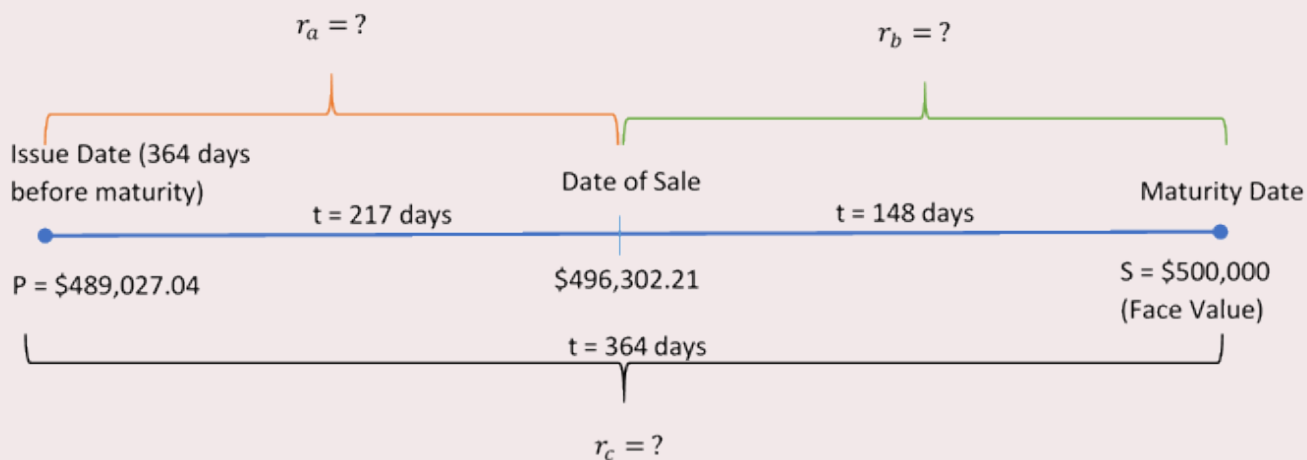 r_a = ?
r_b = ?
Issue Date (364 days
before maturity)
Date of Sale
Maturity Date
t = 217 days
t = 148 days
P = $489,027.04
$496,302.21
S = $500,000
(Face Value)
t = 364 days
r_c = ?